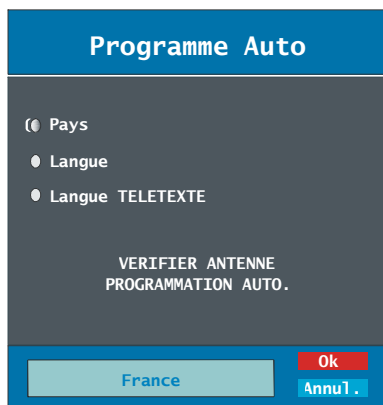 Programme Auto
Pays
Langue
Langue TELETEXTE
VERIFIER ANTENNE
PROGRAMMATION AUTO.
Ok
France
Annul.